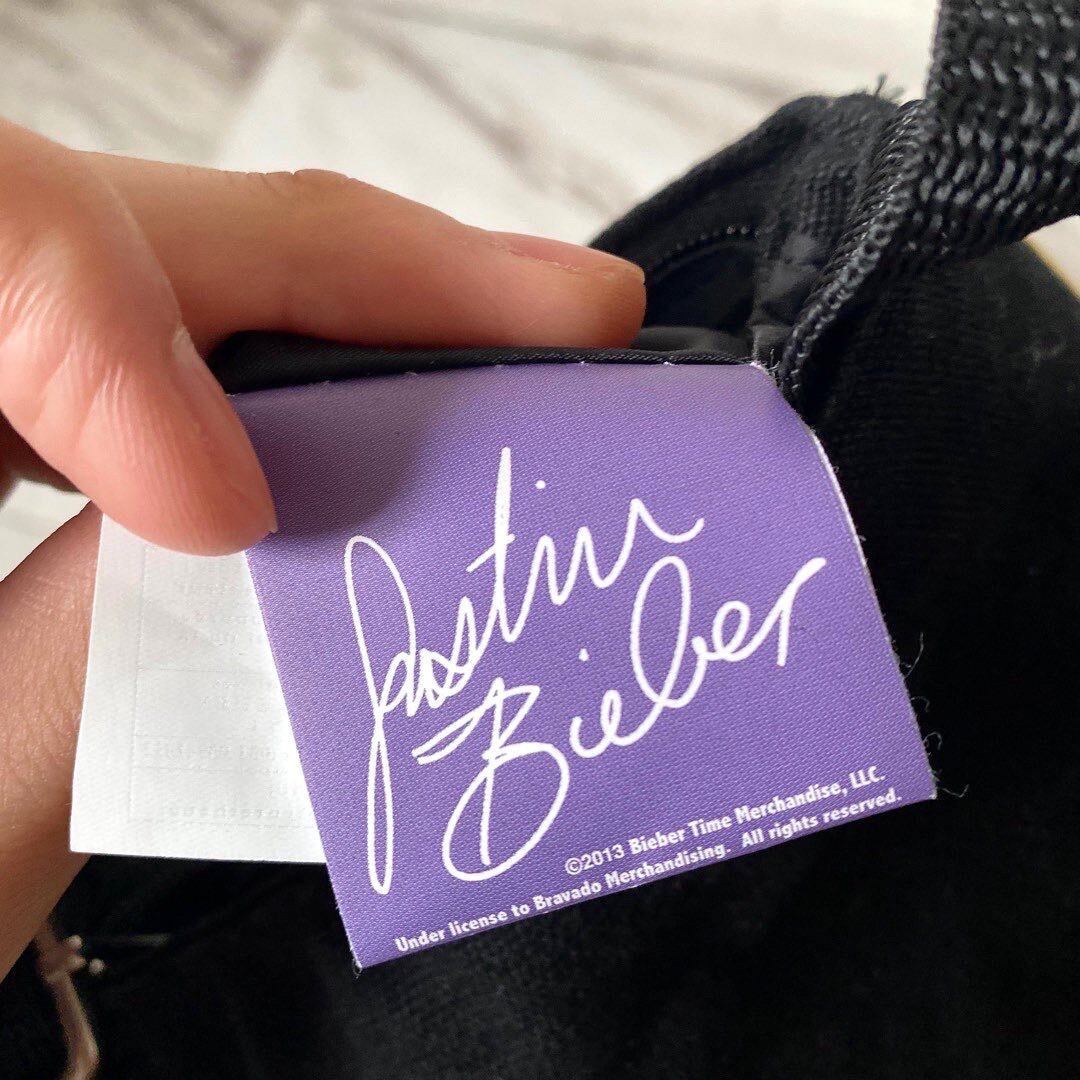 Justin
Bieber
©2013 Bieber Time Merchandise, LLC.
Under license to Bravado Merchandising. All rights reserved.